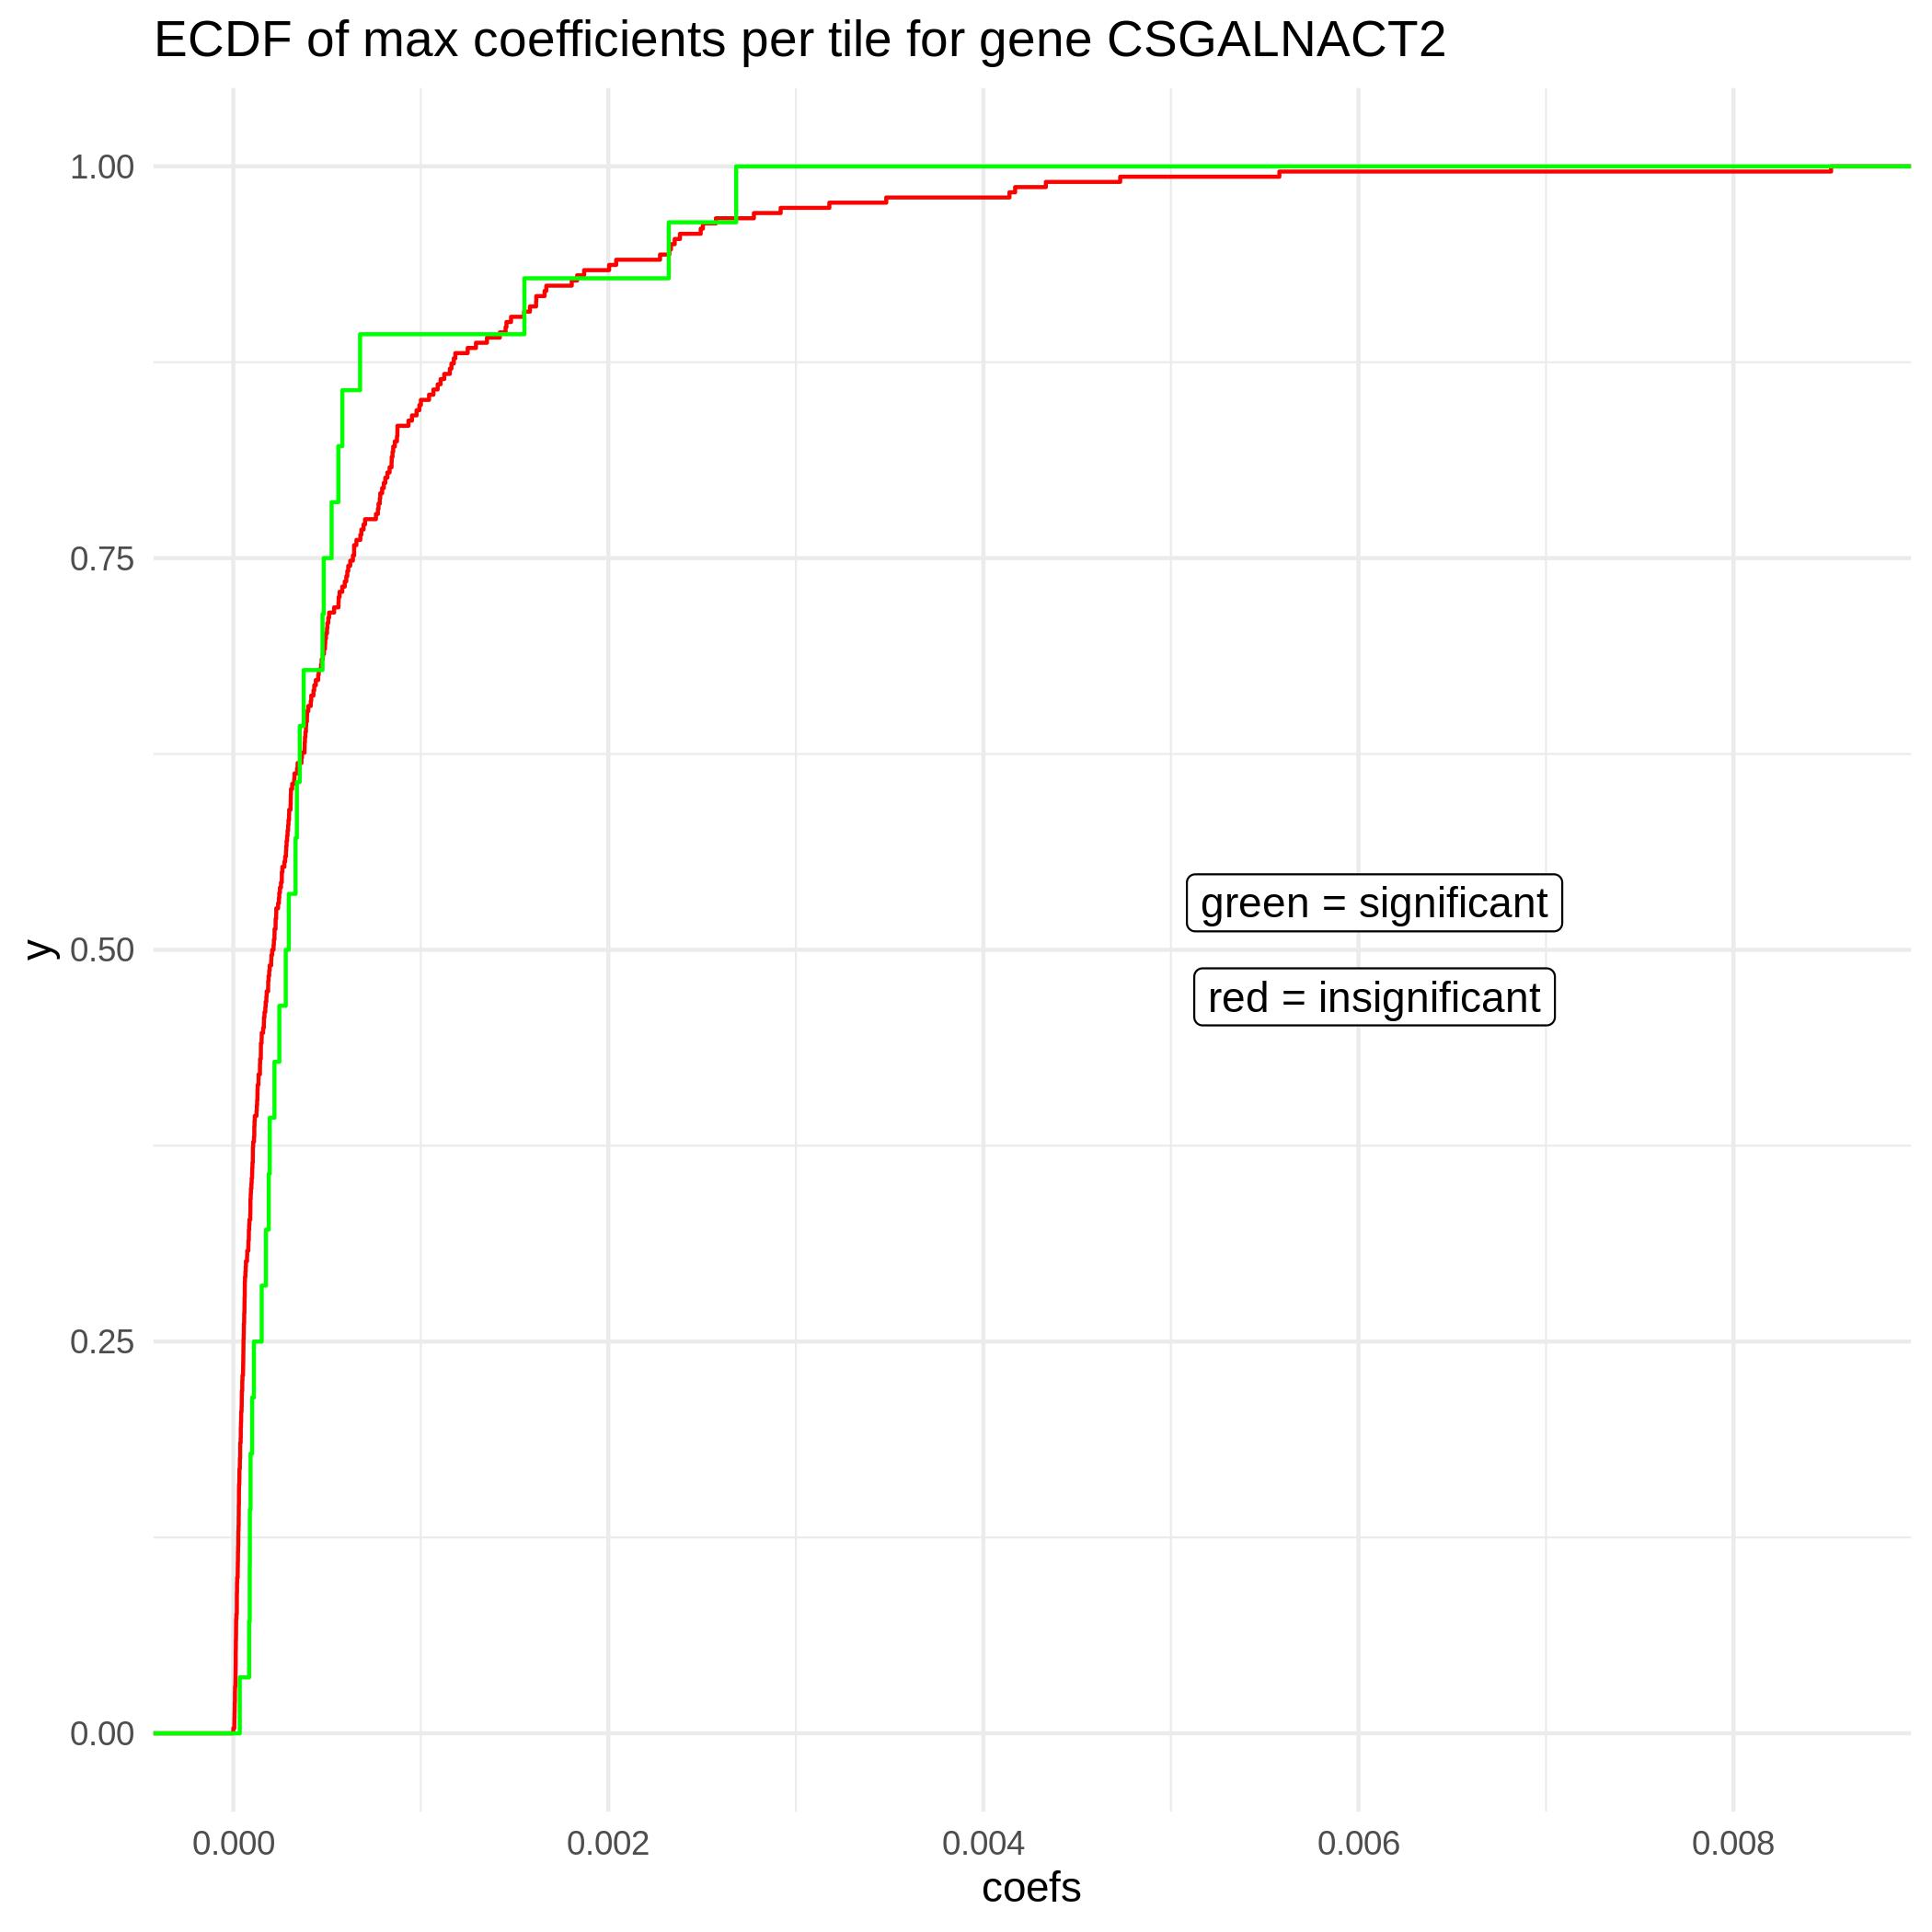 ECDF of max coefficients per tile for gene CSGALNACT2
1.00
0.75
0.50
0.25
0.00
y
green = significant
red = insignificant
0.000 0.002 0.004 0.006 0.008
coefs